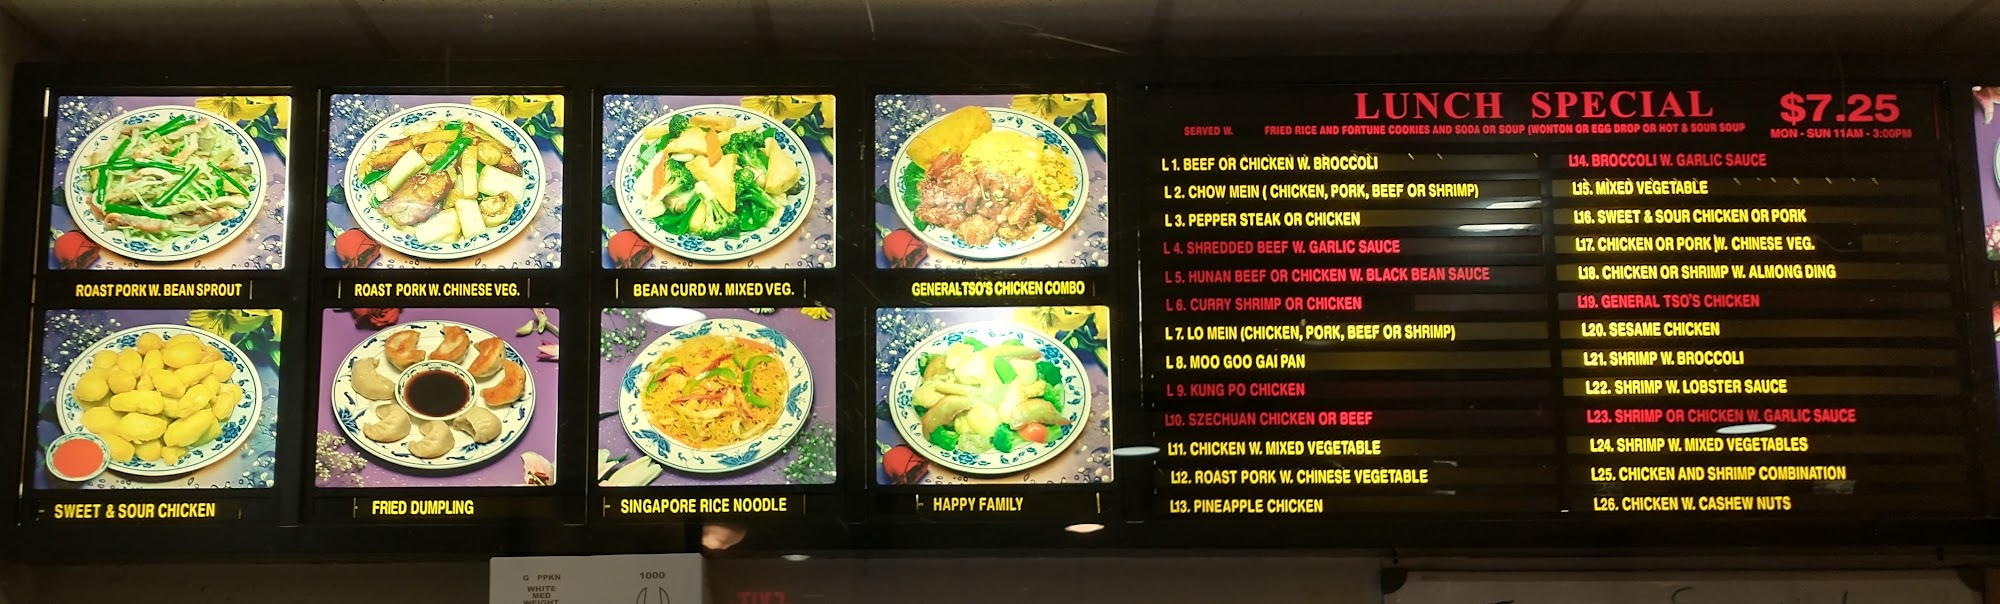 ROAST PORK W. BEAN SPROUT
ROAST PORK W. CHINESE VEG.
BEAN CURD W. MIXED VEG.
GENERAL TSO'S CHICKEN COMBO
SWEET & SOUR CHICKEN
FRIED DUMPLING
SINGAPORE RICE NOODLE
HAPPY FAMILY
LUNCH SPECIAL
$7.25
SERVED W. FRIED RICE AND FORTUNE COOKIES AND SODA OR SOUP (WONTON OR EGG DROP OR HOT & SOUR SOUP
MON - SUN 11AM - 3:00PM
L 1. BEEF OR CHICKEN W. BROCCOLI
L 2. CHOW MEIN ( CHICKEN, PORK, BEEF OR SHRIMP)
L 3. PEPPER STEAK OR CHICKEN
L 4. SHREDDED BEEF W. GARLIC SAUCE
L 5. HUNAN BEEF OR CHICKEN W. BLACK BEAN SAUCE
L 6. CURRY SHRIMP OR CHICKEN
L 7. LO MEIN (CHICKEN, PORK, BEEF OR SHRIMP)
L 8. MOO GOO GAI PAN
L 9. KUNG PO CHICKEN
L10. SZECHUAN CHICKEN OR BEEF
L11. CHICKEN W. MIXED VEGETABLE
L12. ROAST PORK W. CHINESE VEGETABLE
L13. PINEAPPLE CHICKEN
L14. BROCCOLI W. GARLIC SAUCE
L15. MIXED VEGETABLE
L16. SWEET & SOUR CHICKEN OR PORK
L17. CHICKEN OR PORK W. CHINESE VEG.
L18. CHICKEN OR SHRIMP W. ALMONG DING
L19. GENERAL TSO'S CHICKEN
L20. SESAME CHICKEN
L21. SHRIMP W. BROCCOLI
L22. SHRIMP W. LOBSTER SAUCE
L23. SHRIMP OR CHICKEN W. GARLIC SAUCE
L24. SHRIMP W. MIXED VEGETABLES
L25. CHICKEN AND SHRIMP COMBINATION
L26. CHICKEN W. CASHEW NUTS
G PPKN 1000
WHITE
MED
WEIGHT